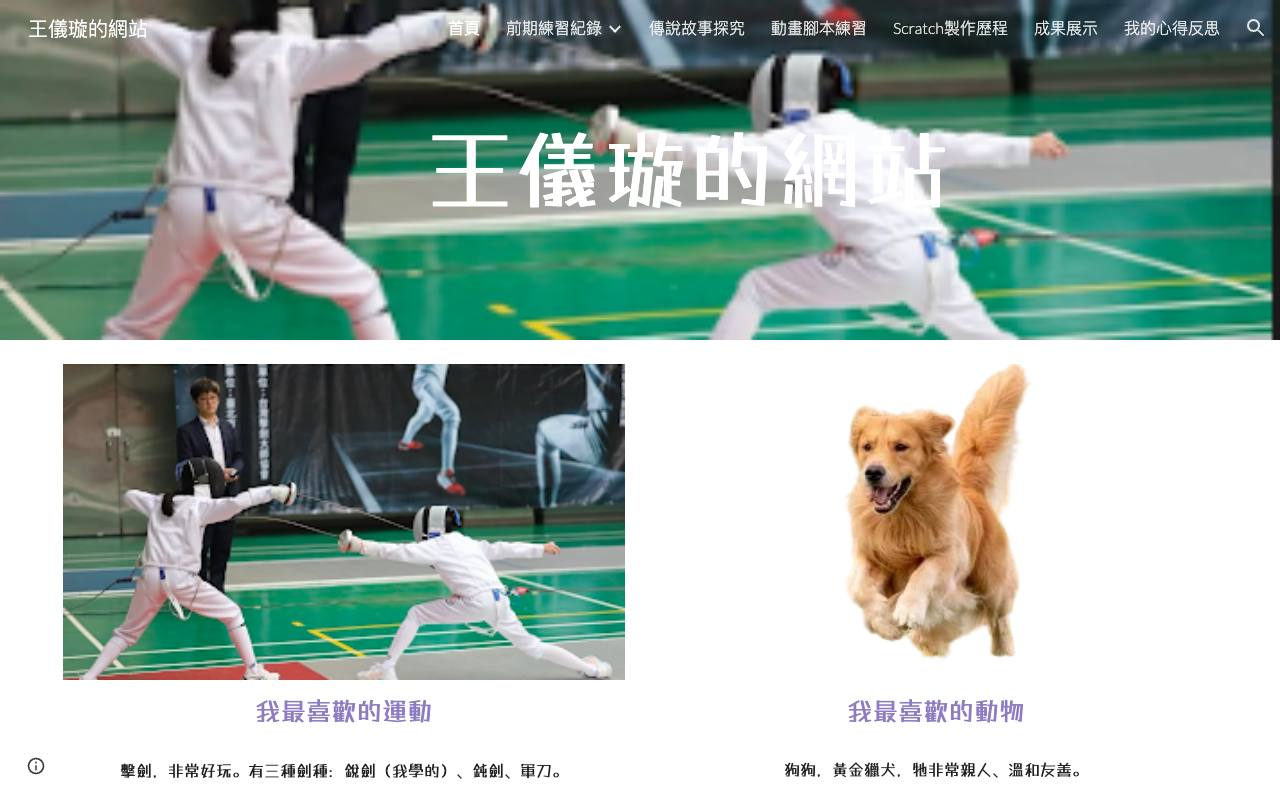 王儀璇的網站
首頁
前期練習紀錄
傳說故事探究
動畫腳本練習
Scratch製作歷程
成果展示
我的心得反思
王儀璇的網站
我最喜歡的運動
我最喜歡的動物
擊劍，非常好玩。有三種劍種：銳劍（我學的）、鈍劍、軍刀。
狗狗，黃金獵犬，牠非常親人、溫和友善。